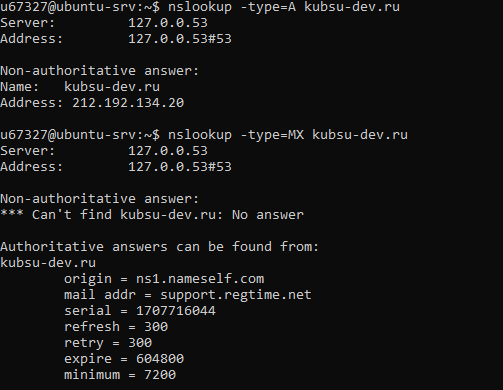 u67327@ubuntu-srv:~$ nslookup -type=A kubsu-dev.ru
Server:         127.0.0.53
Address:        127.0.0.53#53

Non-authoritative answer:
Name:   kubsu-dev.ru
Address: 212.192.134.20

u67327@ubuntu-srv:~$ nslookup -type=MX kubsu-dev.ru
Server:         127.0.0.53
Address:        127.0.0.53#53

Non-authoritative answer:
*** Can't find kubsu-dev.ru: No answer

Authoritative answers can be found from:
kubsu-dev.ru
        origin = ns1.nameself.com
        mail addr = support.regtime.net
        serial = 1707716044
        refresh = 300
        retry = 300
        expire = 604800
        minimum = 7200